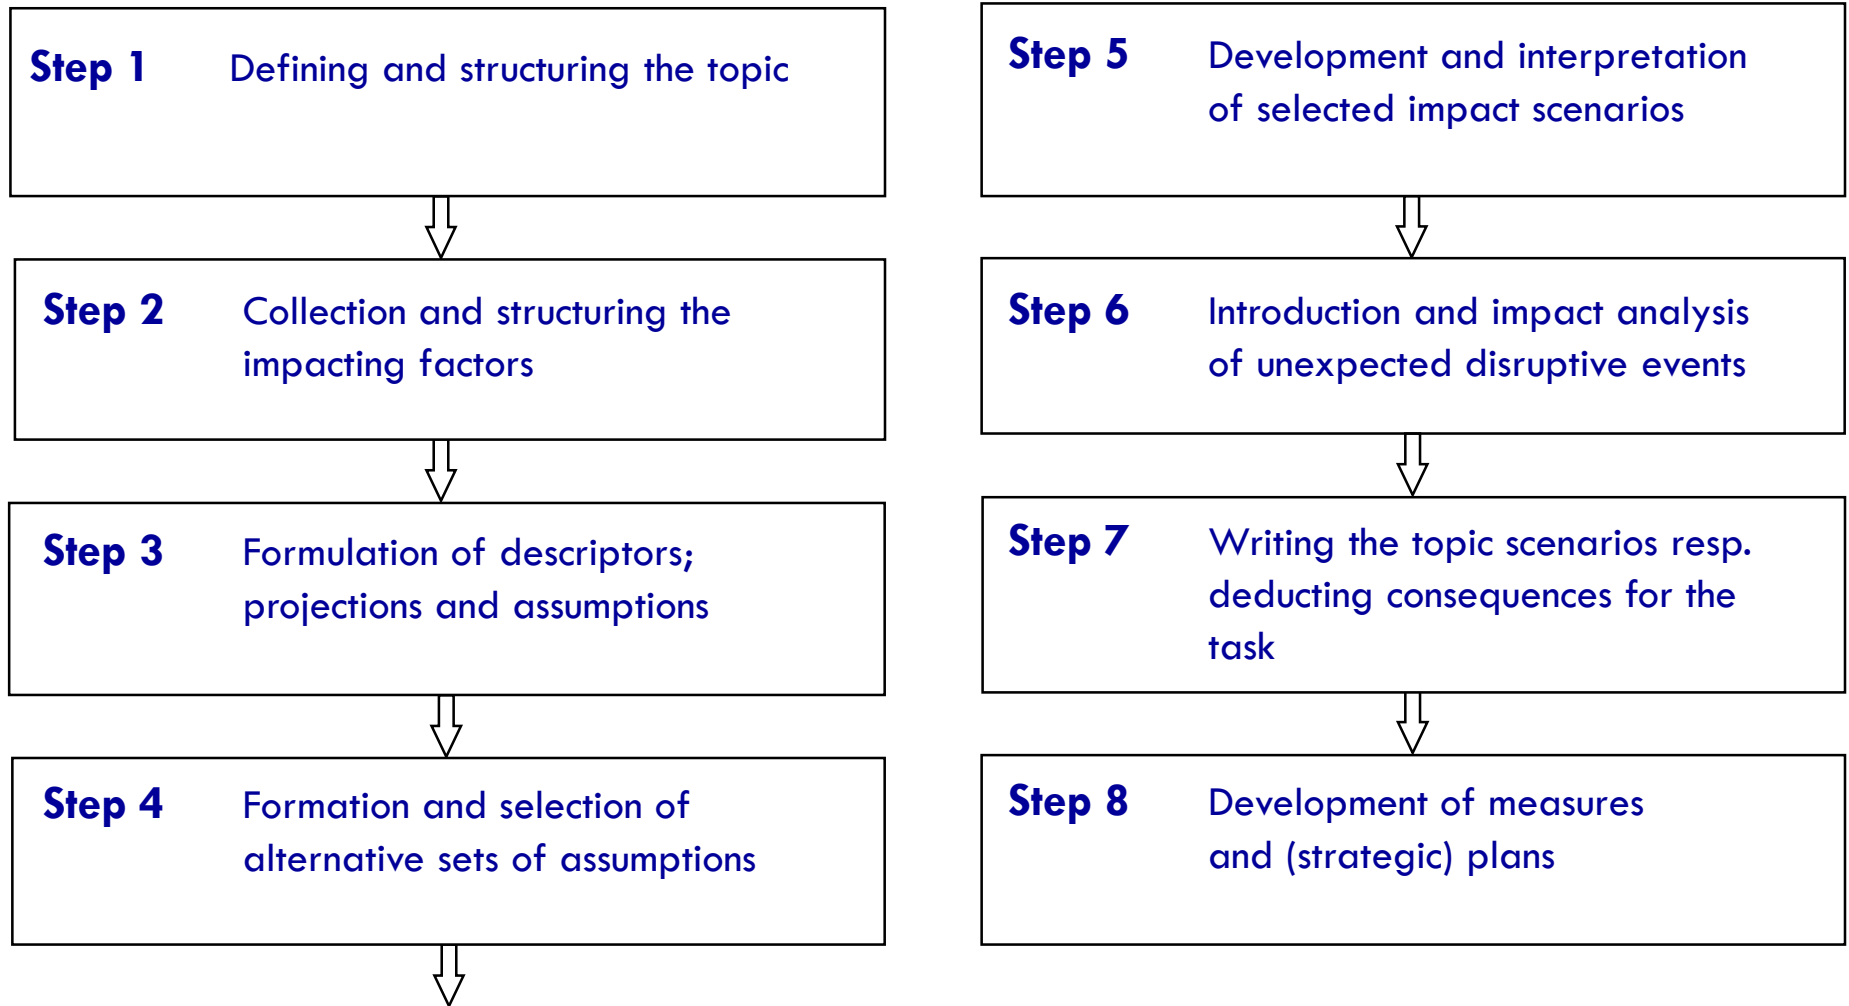 Step 1 Defining and structuring the topic
Step 2 Collection and structuring the
impacting factors
Step 3 Formulation of descriptors;
projections and assumptions
Step 4 Formation and selection of
alternative sets of assumptions
Step 5 Development and interpretation
of selected impact scenarios
Step 6 Introduction and impact analysis
of unexpected disruptive events
Step 7 Writing the topic scenarios resp.
deducting consequences for the
task
Step 8 Development of measures
and (strategic) plans